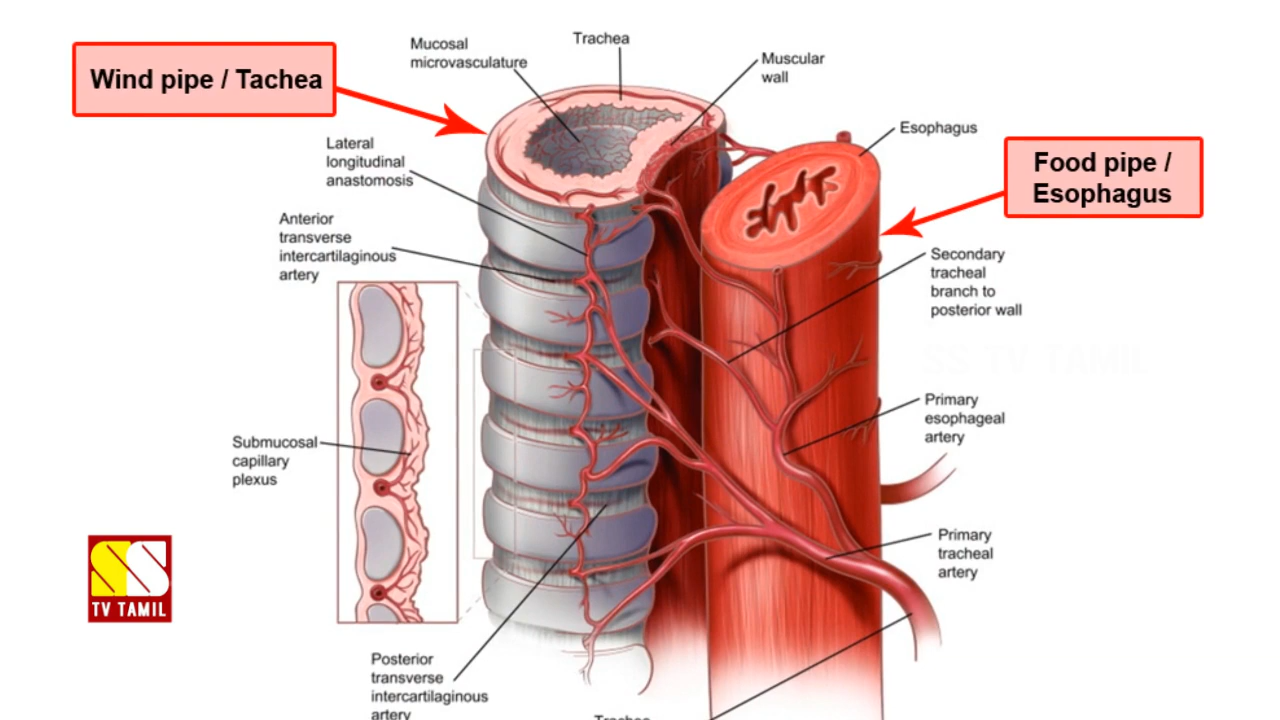 Wind pipe / Tachea
Mucosal
microvasculature
Trachea
Muscular
wall
Esophagus
Food pipe /
Esophagus
Lateral
longitudinal
anastomosis
Anterior
transverse
intercartilaginous
artery
Secondary
tracheal
branch to
posterior wall
SS TV TAMIL
Primary
esophageal
artery
Submucosal
capillary
plexus
Primary
tracheal
artery
SS
TV TAMIL
Posterior
transverse
intercartilaginous
artery